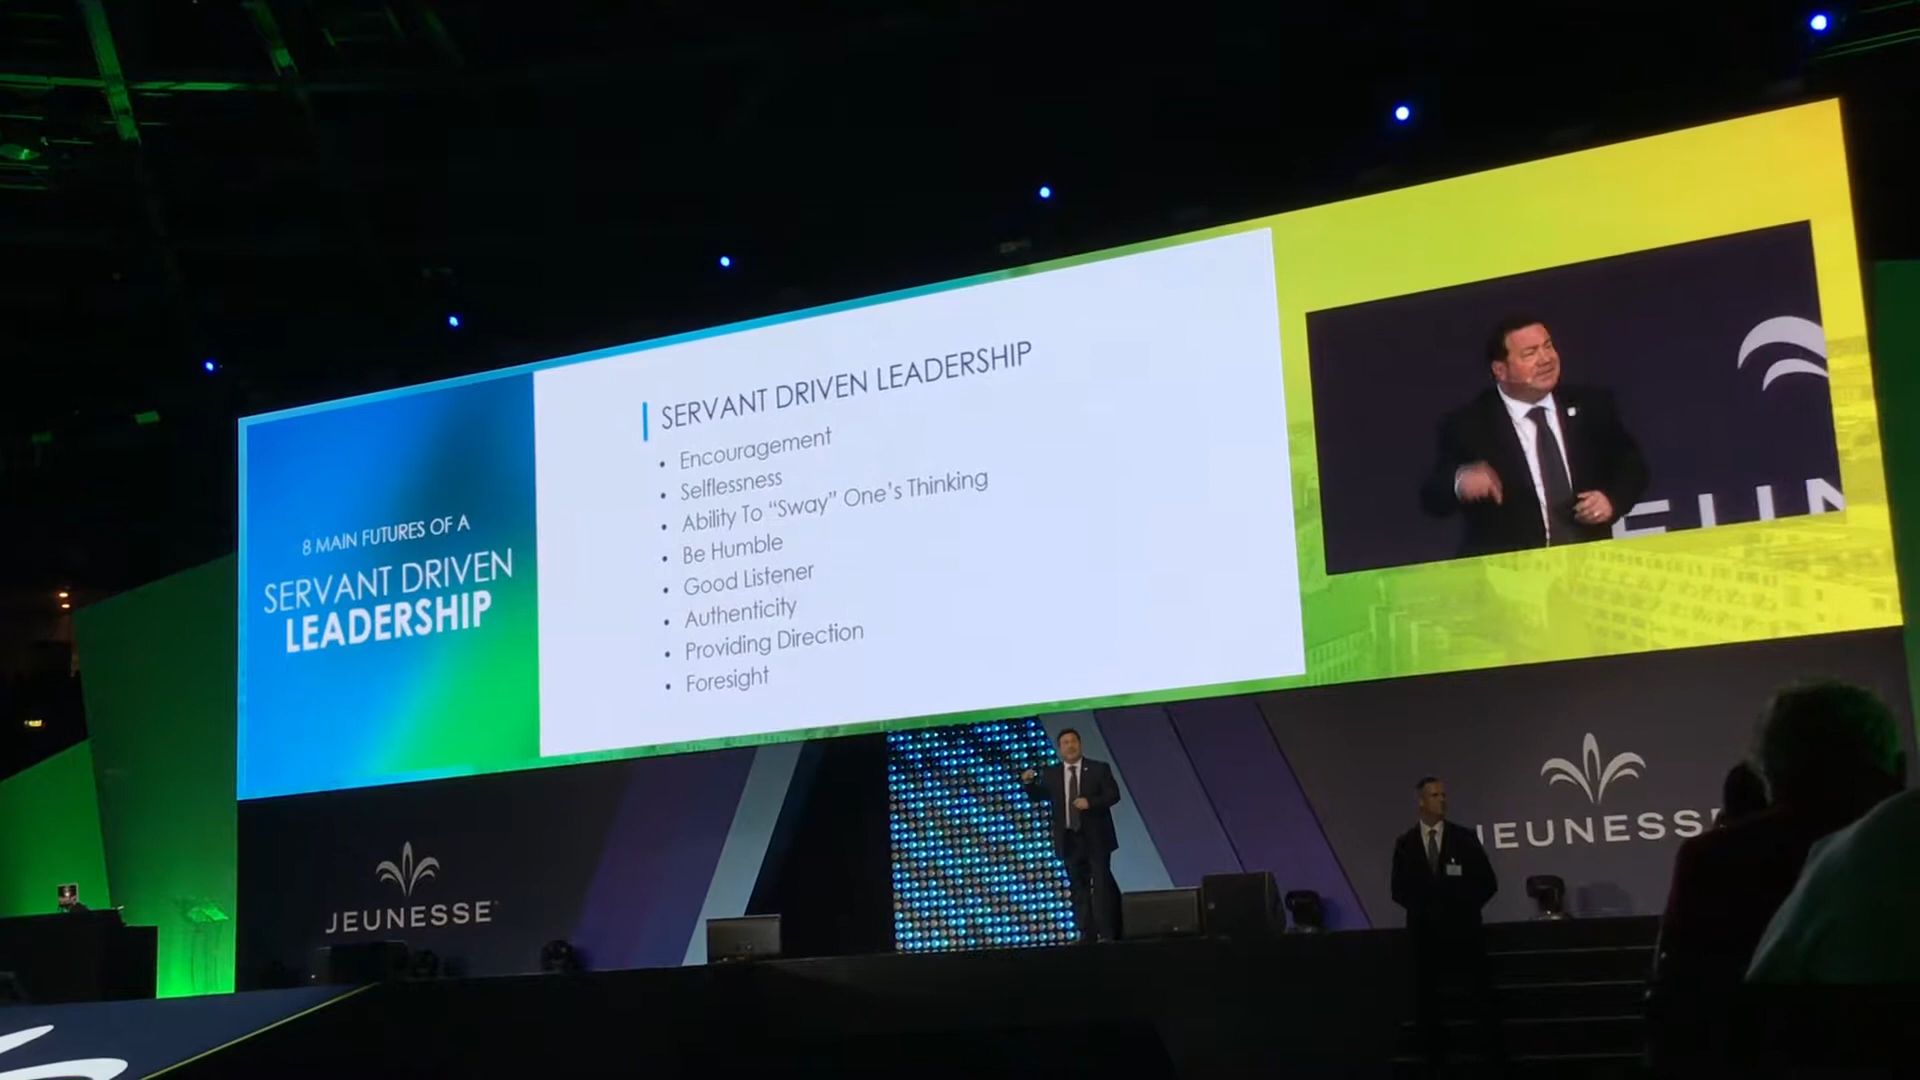 8 MAIN FUTURES OF A
SERVANT DRIVEN
LEADERSHIP
SERVANT DRIVEN LEADERSHIP
• Encouragement
• Selflessness
• Ability To “Sway” One’s Thinking
• Be Humble
• Good Listener
• Authenticity
• Providing Direction
• Foresight
JEUNESSE
JEUNESS